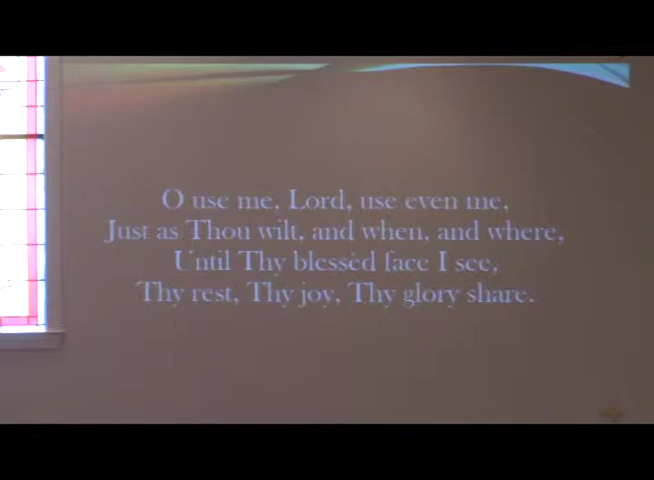 O use me, Lord, use even me,
Just as Thou wilt, and when, and where,
Until Thy blessèd face I see,
Thy rest, Thy joy, Thy glory share.